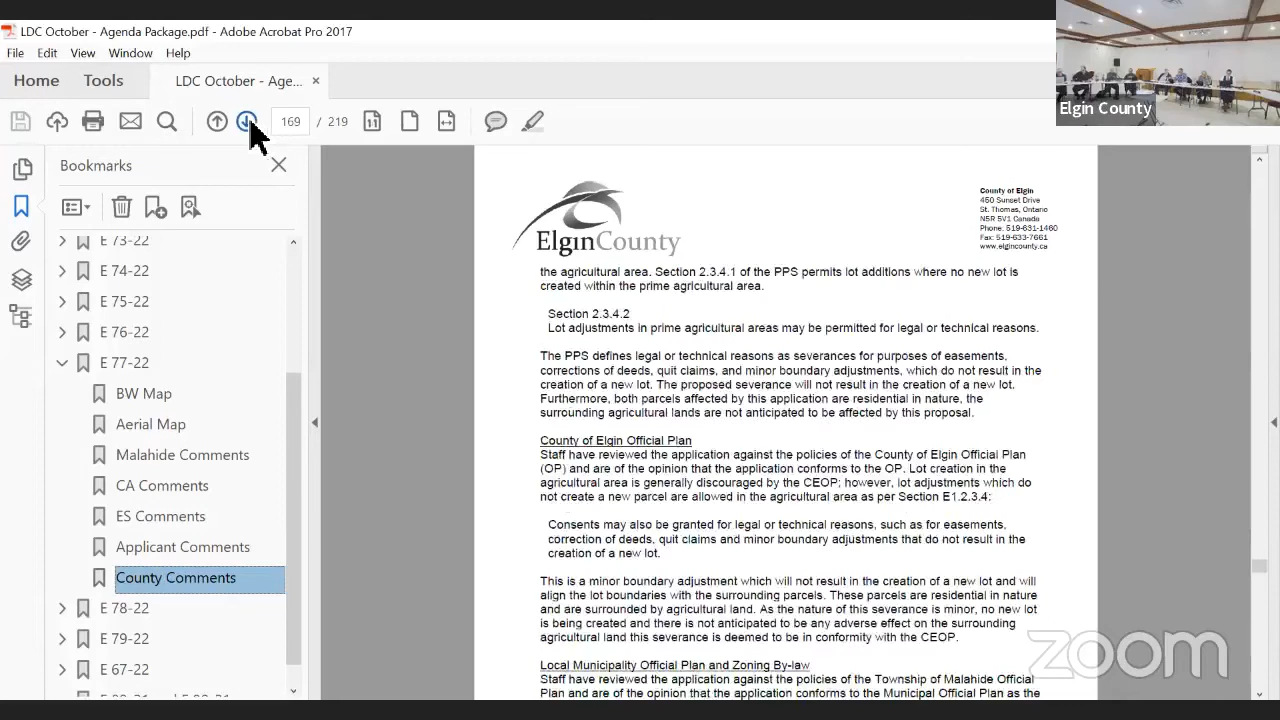 LDC October - Agenda Package.pdf - Adobe Acrobat Pro 2017
File Edit View Window Help
Home Tools LDC October - Age... ×
169 / 219
Elgin County
Bookmarks
E 73-22
E 74-22
E 75-22
E 76-22
E 77-22
BW Map
Aerial Map
Malahide Comments
CA Comments
ES Comments
Applicant Comments
County Comments
E 78-22
E 79-22
E 67-22
ElginCounty
County of Elgin
450 Sunset Drive
St. Thomas, Ontario
N5R 5V1 Canada
Phone: 519-631-1460
Fax: 519-633-7661
www.elgincounty.ca
the agricultural area. Section 2.3.4.1 of the PPS permits lot additions where no new lot is
created within the prime agricultural area.
Section 2.3.4.2
Lot adjustments in prime agricultural areas may be permitted for legal or technical reasons.
The PPS defines legal or technical reasons as severances for purposes of easements,
corrections of deeds, quit claims, and minor boundary adjustments, which do not result in the
creation of a new lot. The proposed severance will not result in the creation of a new lot.
Furthermore, both parcels affected by this application are residential in nature, the
surrounding agricultural lands are not anticipated to be affected by this proposal.
County of Elgin Official Plan
Staff have reviewed the application against the policies of the County of Elgin Official Plan
(OP) and are of the opinion that the application conforms to the OP. Lot creation in the
agricultural area is generally discouraged by the CEOP; however, lot adjustments which do
not create a new parcel are allowed in the agricultural area as per Section E1.2.3.4:
Consents may also be granted for legal or technical reasons, such as for easements,
correction of deeds, quit claims and minor boundary adjustments that do not result in the
creation of a new lot.
This is a minor boundary adjustment which will not result in the creation of a new lot and will
align the lot boundaries with the surrounding parcels. These parcels are residential in nature
and are surrounded by agricultural land. As the nature of this severance is minor, no new lot
is being created and there is not anticipated to be any adverse effect on the surrounding
agricultural land this severance is deemed to be in conformity with the CEOP.
Local Municipality Official Plan and Zoning By-law
Staff have reviewed the application against the policies of the Township of Malahide Official
Plan and are of the opinion that the application conforms to the Municipal Official Plan as the
zoom